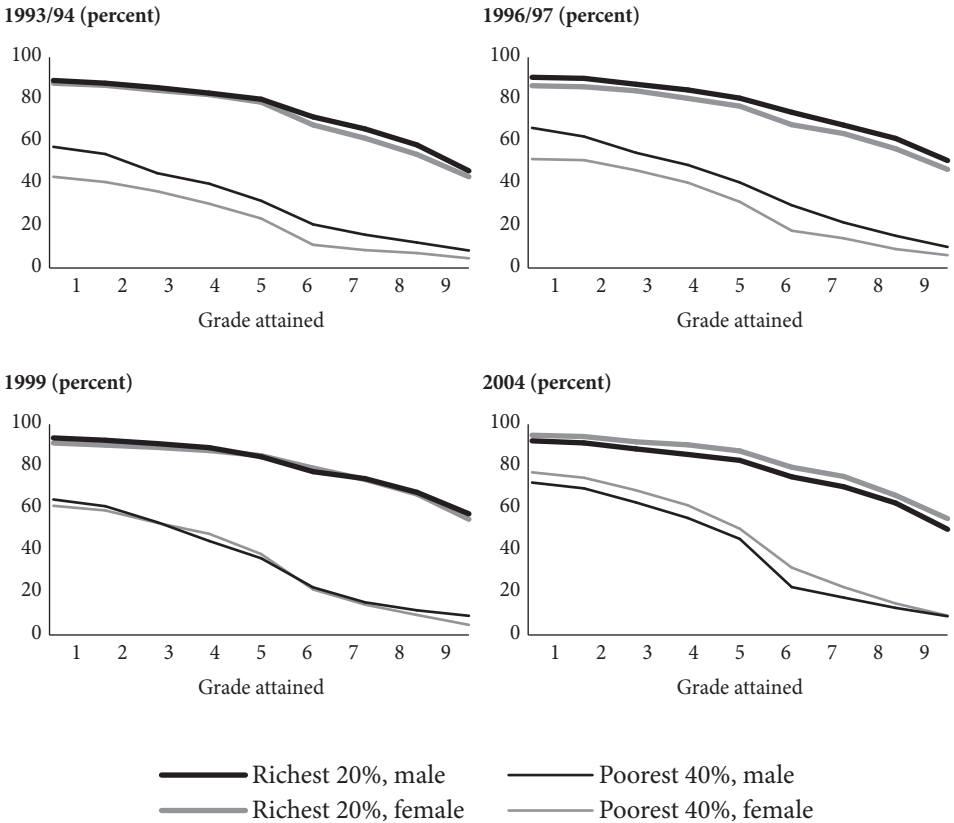 1993/94 (percent)
100
80
60
40
20
0
1 2 3 4 5 6 7 8 9
Grade attained
1996/97 (percent)
100
80
60
40
20
0
1 2 3 4 5 6 7 8 9
Grade attained
1999 (percent)
100
80
60
40
20
0
1 2 3 4 5 6 7 8 9
Grade attained
2004 (percent)
100
80
60
40
20
0
1 2 3 4 5 6 7 8 9
Grade attained
Richest 20%, male
Richest 20%, female
Poorest 40%, male
Poorest 40%, female